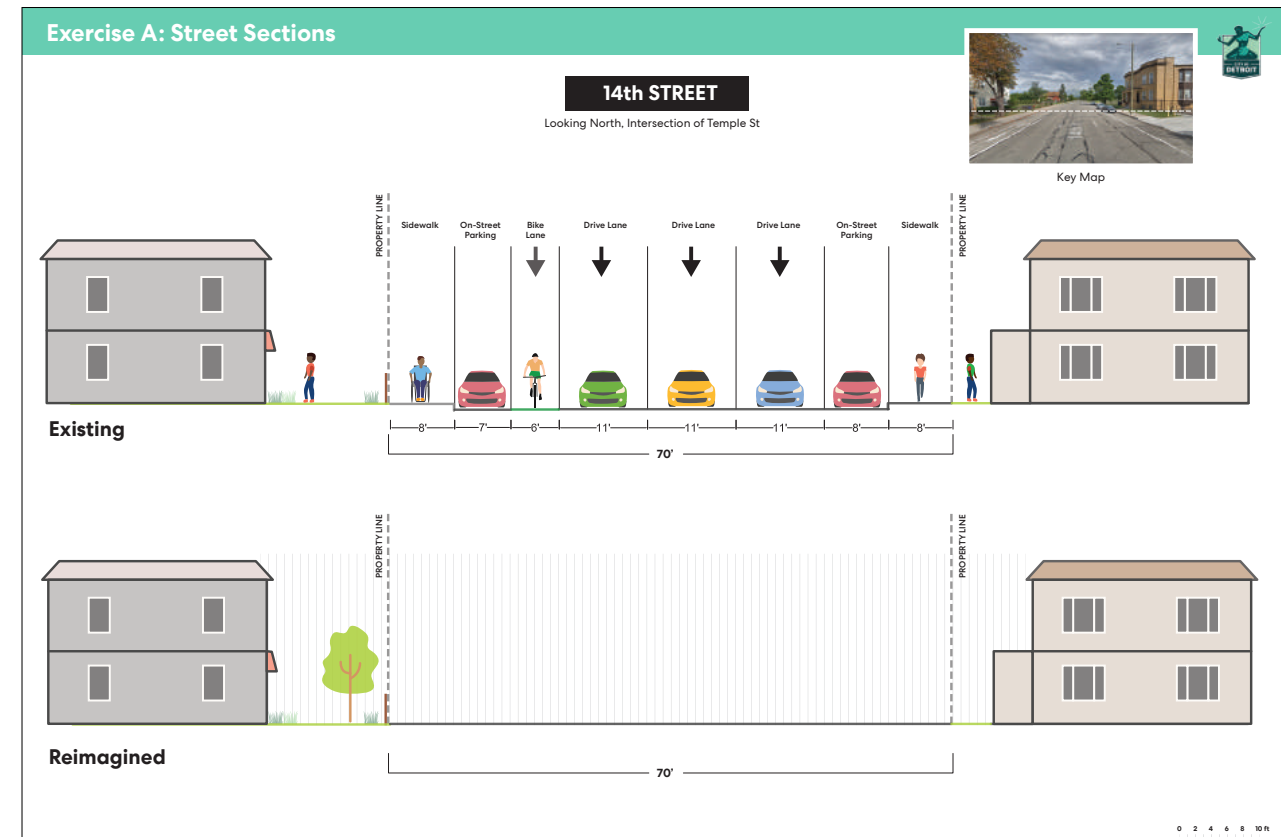 Exercise A: Street Sections
CITY OF
DETROIT
14th STREET
Looking North, Intersection of Temple St
Key Map
PROPERTY LINE
Sidewalk
On-Street
Parking
Bike
Lane
Drive Lane
Drive Lane
Drive Lane
On-Street
Parking
Sidewalk
PROPERTY LINE
Existing
8' 7' 6' 11' 11' 11' 8' 8'
70'
PROPERTY LINE
PROPERTY LINE
Reimagined
70'
0 2 4 6 8 10 ft